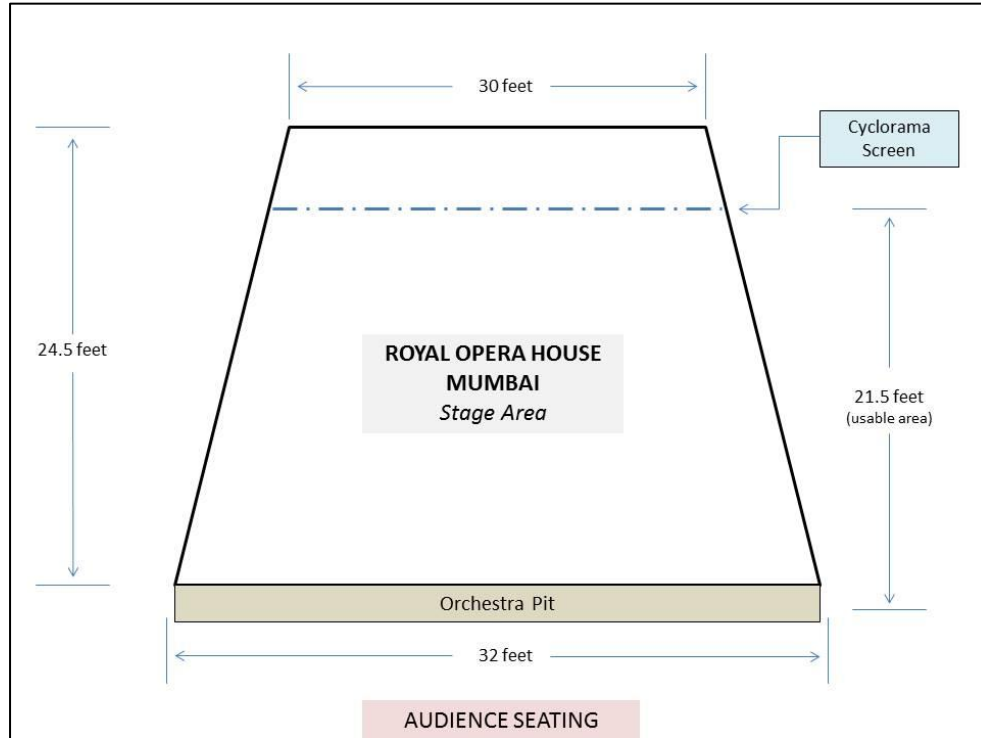 30 feet
Cyclorama
Screen
24.5 feet
ROYAL OPERA HOUSE
MUMBAI
Stage Area
21.5 feet
(usable area)
Orchestra Pit
32 feet
AUDIENCE SEATING